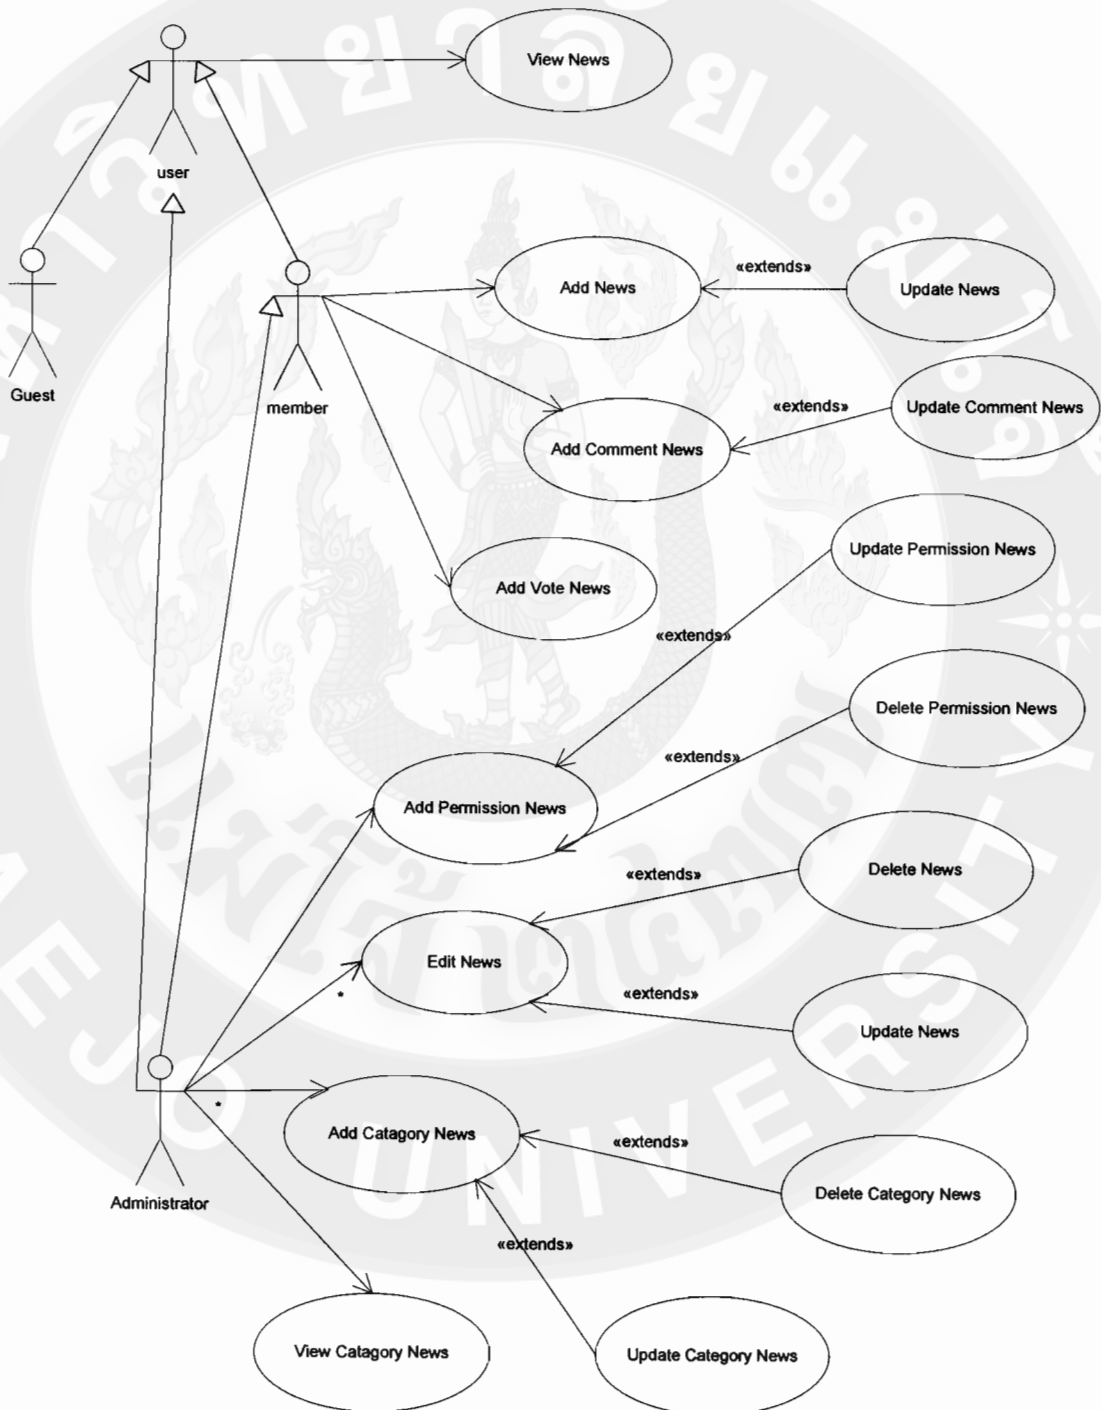 View News
user
Add News
«extends»
Update News
Guest
member
Add Comment News
«extends»
Update Comment News
Add Vote News
Update Permission News
«extends»
Delete Permission News
«extends»
Add Permission News
Delete News
«extends»
Edit News
*
«extends»
Update News
Administrator
*
Add Catagory News
«extends»
Delete Category News
«extends»
View Catagory News
Update Category News
UNIVERSITY